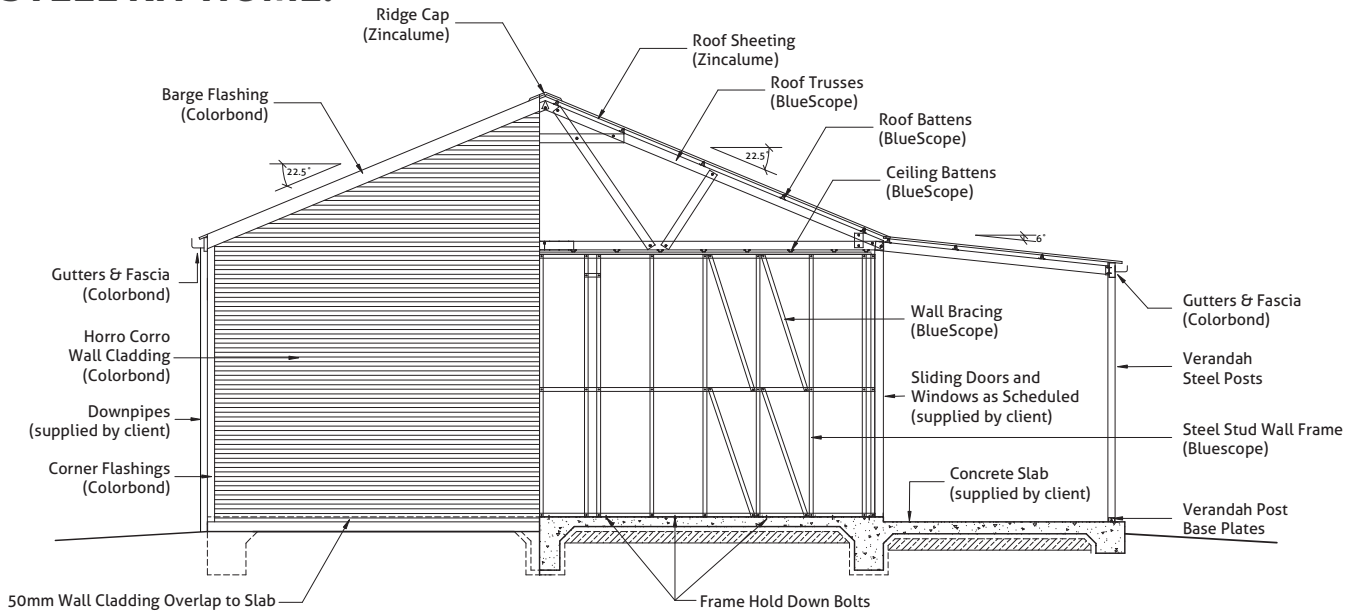 Ridge Cap
(Zincalume)
Roof Sheeting
(Zincalume)
Roof Trusses
(BlueScope)
Barge Flashing
(Colorbond)
Roof Battens
(BlueScope)
22.5°
22.5°
Ceiling Battens
(BlueScope)
6°
Gutters & Fascia
(Colorbond)
Gutters & Fascia
(Colorbond)
Wall Bracing
(BlueScope)
Horro Corro
Wall Cladding
(Colorbond)
Verandah
Steel Posts
Sliding Doors and
Windows as Scheduled
(supplied by client)
Downpipes
(supplied by client)
Steel Stud Wall Frame
(Bluescope)
Corner Flashings
(Colorbond)
Concrete Slab
(supplied by client)
Verandah Post
Base Plates
50mm Wall Cladding Overlap to Slab
Frame Hold Down Bolts